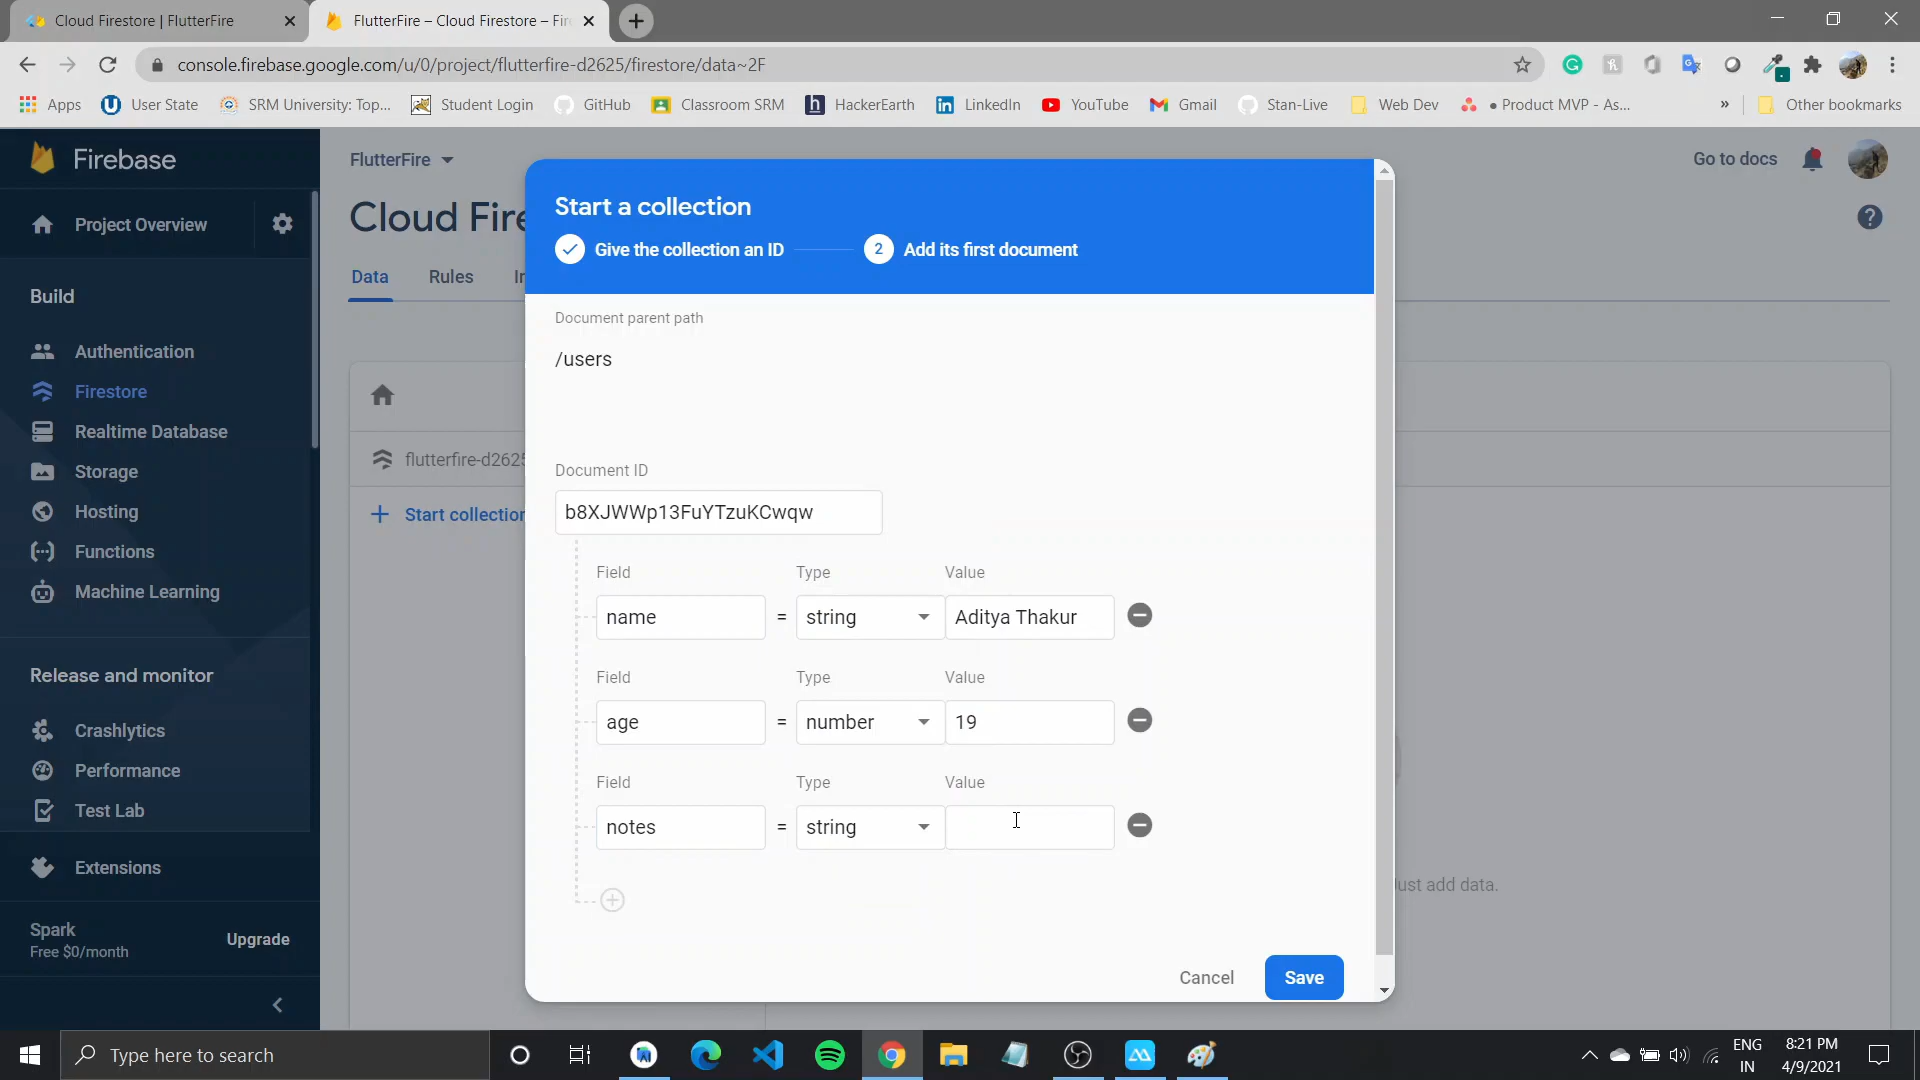 Cloud Firestore | FlutterFire
FlutterFire – Cloud Firestore – Fir
console.firebase.google.com/u/0/project/flutterfire-d2625/firestore/data~2F
Apps
User State
SRM University: Top...
Student Login
GitHub
Classroom SRM
HackerEarth
LinkedIn
YouTube
Gmail
Stan-Live
Web Dev
• Product MVP - As...
»
Other bookmarks
Firebase
Project Overview
Build
Authentication
Firestore
Realtime Database
Storage
Hosting
Functions
Machine Learning
Release and monitor
Crashlytics
Performance
Test Lab
Extensions
Spark
Free $0/month
Upgrade
FlutterFire
Go to docs
Cloud Fire
Data
Rules
In
flutterfire-d2625
Start collection
Just add data.
Start a collection
Give the collection an ID
2
Add its first document
Document parent path
/users
Document ID
b8XJWWp13FuYTzuKCwqw
Field Type Value
name = string Aditya Thakur
Field Type Value
age = number 19
Field Type Value
notes = string
Cancel
Save
Type here to search
ENG
IN
8:21 PM
4/9/2021